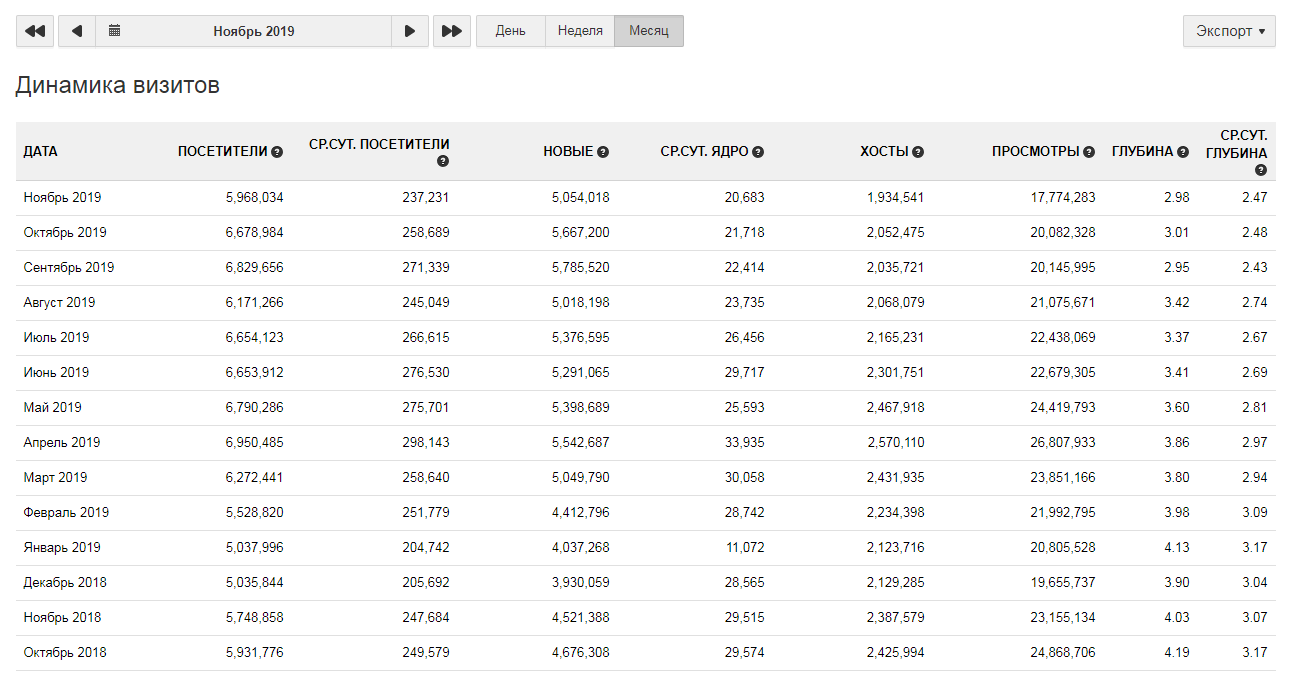 Ноябрь 2019 День Неделя Месяц Экспорт
Динамика визитов
ДАТА ПОСЕТИТЕЛИ СР.СУТ. ПОСЕТИТЕЛИ НОВЫЕ СР.СУТ. ЯДРО ХОСТЫ ПРОСМОТРЫ ГЛУБИНА СР.СУТ. ГЛУБИНА
Ноябрь 2019 5,968,034 237,231 5,054,018 20,683 1,934,541 17,774,283 2.98 2.47
Октябрь 2019 6,678,984 258,689 5,667,200 21,718 2,052,475 20,082,328 3.01 2.48
Сентябрь 2019 6,829,656 271,339 5,785,520 22,414 2,035,721 20,145,995 2.95 2.43
Август 2019 6,171,266 245,049 5,018,198 23,735 2,068,079 21,075,671 3.42 2.74
Июль 2019 6,654,123 266,615 5,376,595 26,456 2,165,231 22,438,069 3.37 2.67
Июнь 2019 6,653,912 276,530 5,291,065 29,717 2,301,751 22,679,305 3.41 2.69
Май 2019 6,790,286 275,701 5,398,689 25,593 2,467,918 24,419,793 3.60 2.81
Апрель 2019 6,950,485 298,143 5,542,687 33,935 2,570,110 26,807,933 3.86 2.97
Март 2019 6,272,441 258,640 5,049,790 30,058 2,431,935 23,851,166 3.80 2.94
Февраль 2019 5,528,820 251,779 4,412,796 28,742 2,234,398 21,992,795 3.98 3.09
Январь 2019 5,037,996 204,742 4,037,268 11,072 2,123,716 20,805,528 4.13 3.17
Декабрь 2018 5,035,844 205,692 3,930,059 28,565 2,129,285 19,655,737 3.90 3.04
Ноябрь 2018 5,748,858 247,684 4,521,388 29,515 2,387,579 23,155,134 4.03 3.07
Октябрь 2018 5,931,776 249,579 4,676,308 29,574 2,425,994 24,868,706 4.19 3.17